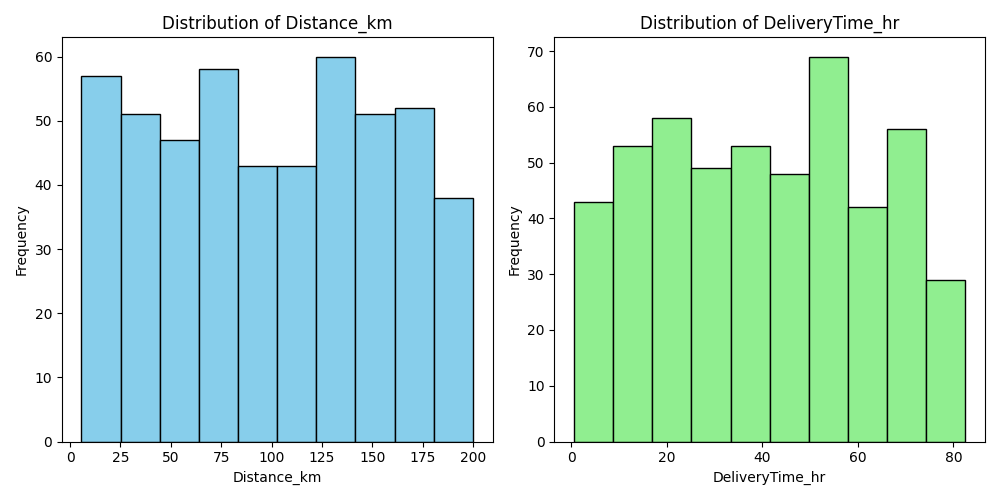 Distribution of Distance_km
Frequency
60
50
40
30
20
10
0
0 25 50 75 100 125 150 175 200
Distance_km
Distribution of DeliveryTime_hr
Frequency
70
60
50
40
30
20
10
0
0 20 40 60 80
DeliveryTime_hr